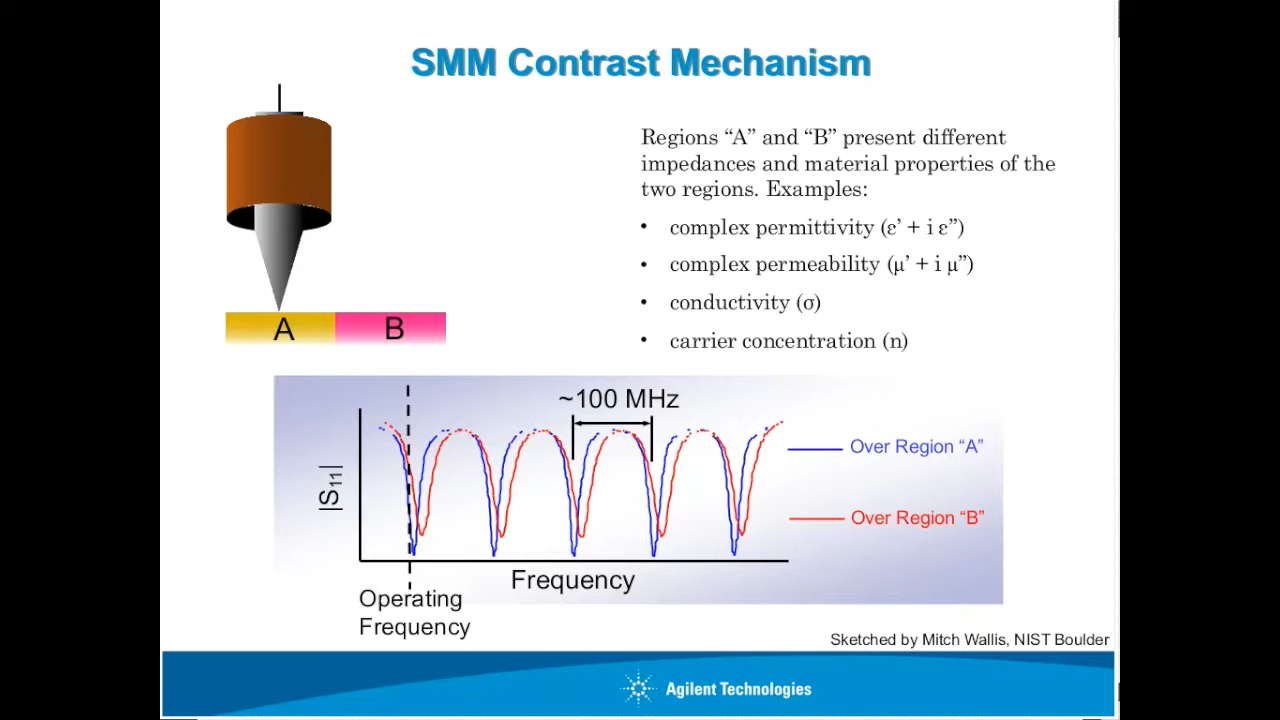 SMM Contrast Mechanism
Regions “A” and “B” present different
impedances and material properties of the
two regions. Examples:
• complex permittivity (ε’ + i ε”)
• complex permeability (μ’ + i μ”)
• conductivity (σ)
• carrier concentration (n)
A
B
~100 MHz
|S11|
Over Region “A”
Over Region “B”
Frequency
Operating
Frequency
Sketched by Mitch Wallis, NIST Boulder
Agilent Technologies